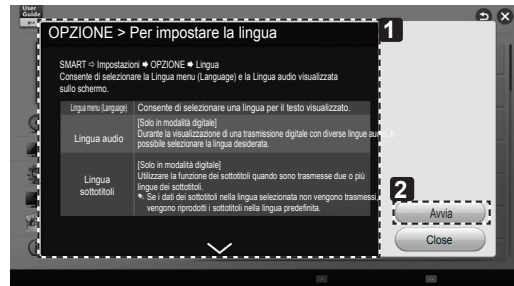 User
Guide
OPZIONE > Per impostare la lingua
1
SMART ⇨ Impostazioni ➡ OPZIONE ➡ Lingua
Consente di selezionare la Lingua menu (Language) e la Lingua audio visualizzata
sullo schermo.
Lingua menu (Language) Consente di selezionare una lingua per il testo visualizzato.
Lingua audio
[Solo in modalità digitale]
Durante la visualizzazione di una trasmissione digitale con diverse lingue audio, è
possibile selezionare la lingua desiderata.
Lingua
sottotitoli
[Solo in modalità digitale]
Utilizzare la funzione dei sottotitoli quando sono trasmesse due o più
lingue dei sottotitoli.
Se i dati dei sottotitoli nella lingua selezionata non vengono trasmessi,
vengono riprodotti i sottotitoli nella lingua predefinita.
2
Avvia
Close